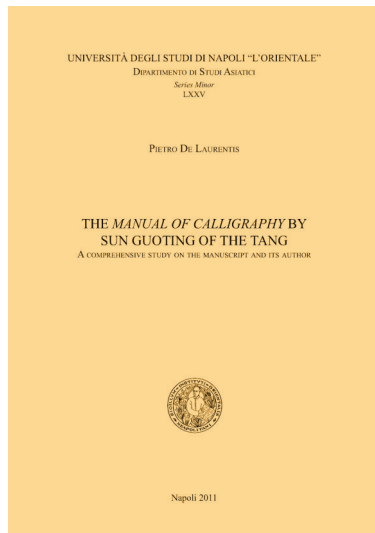 UNIVERSITÀ DEGLI STUDI DI NAPOLI “L’ORIENTALE”
DIPARTIMENTO DI STUDI ASIATICI
Series Minor
LXXV
PIETRO DE LAURENTIS
THE MANUAL OF CALLIGRAPHY BY
SUN GUOTING OF THE TANG
A COMPREHENSIVE STUDY ON THE MANUSCRIPT AND ITS AUTHOR
Napoli 2011